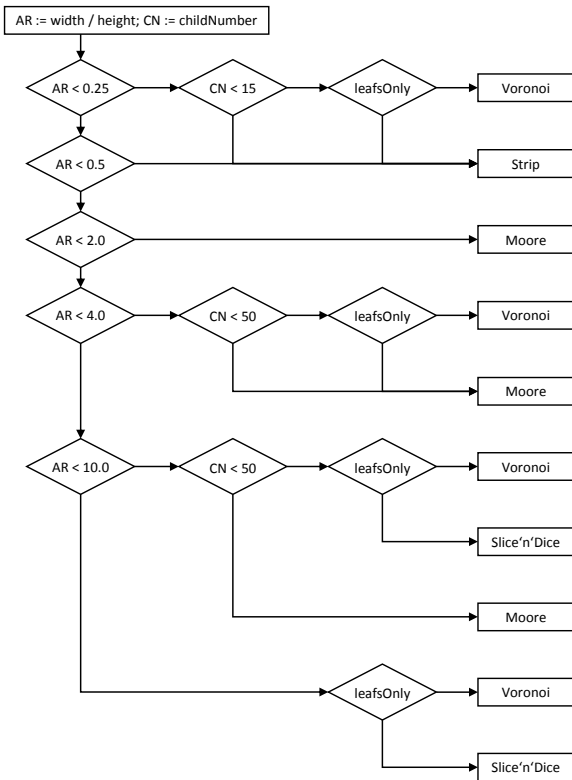 AR := width / height; CN := childNumber
AR < 0.25
CN < 15
leafsOnly
Voronoi
AR < 0.5
Strip
AR < 2.0
Moore
AR < 4.0
CN < 50
leafsOnly
Voronoi
Moore
AR < 10.0
CN < 50
leafsOnly
Voronoi
Slice‘n‘Dice
Moore
leafsOnly
Voronoi
Slice‘n‘Dice